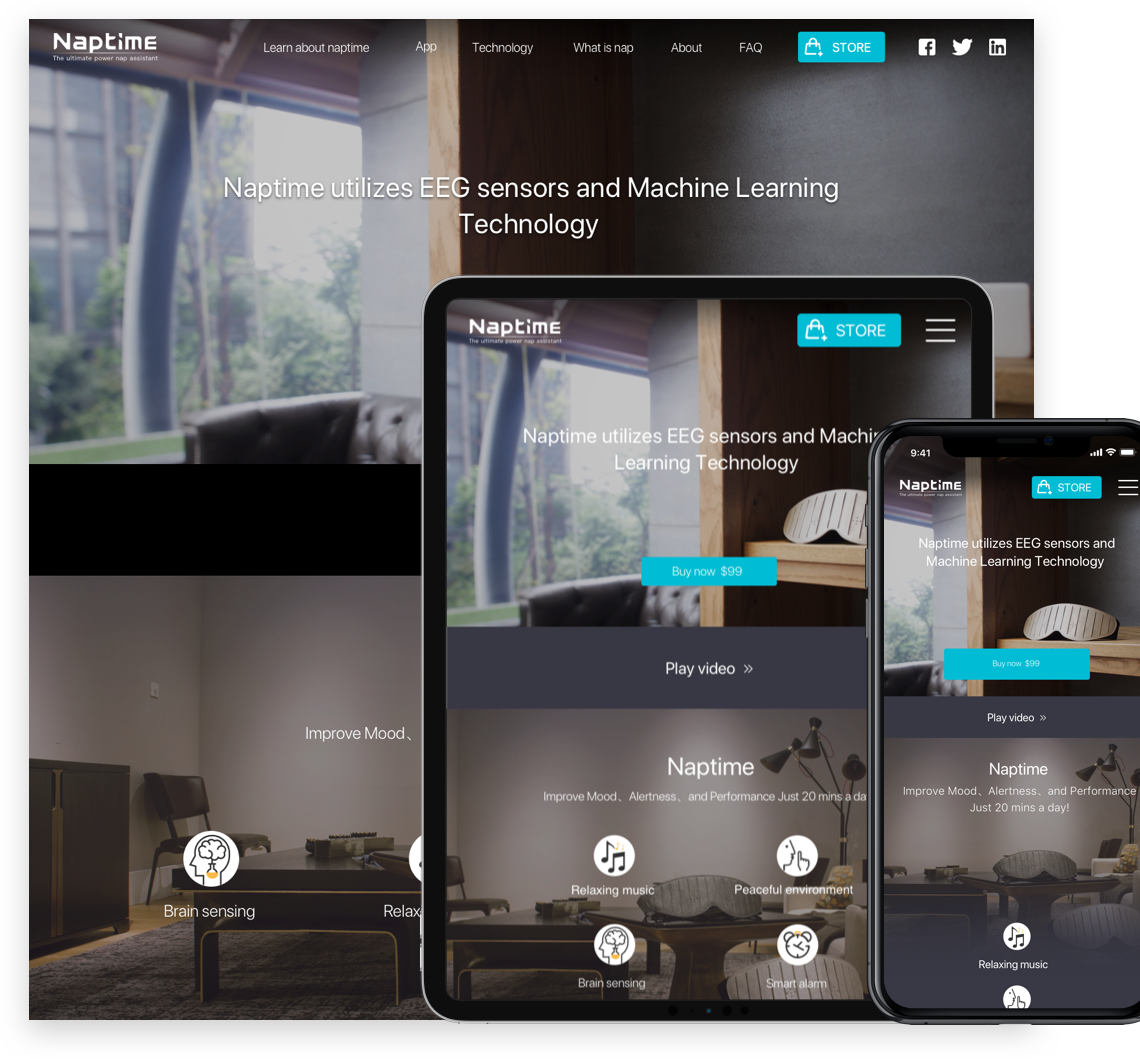 Naptime
The ultimate power nap assistant
Learn about naptime
App
Technology
What is nap
About
FAQ
STORE
Naptime utilizes EEG sensors and Machine Learning
Technology
Improve Mood、
Brain sensing
Relax
Naptime
The ultimate power nap assistant
STORE
Naptime utilizes EEG sensors and Machin
Learning Technology
Buy now $99
Play video »
Naptime
Improve Mood、Alertness、and Performance Just 20 mins a da
Relaxing music
Peaceful environment
Brain sensing
Smart alarm
9:41
Naptime
The ultimate power nap assistant
STORE
Naptime utilizes EEG sensors and
Machine Learning Technology
Buy now $99
Play video »
Naptime
Improve Mood、Alertness、and Performance
Just 20 mins a day!
Relaxing music